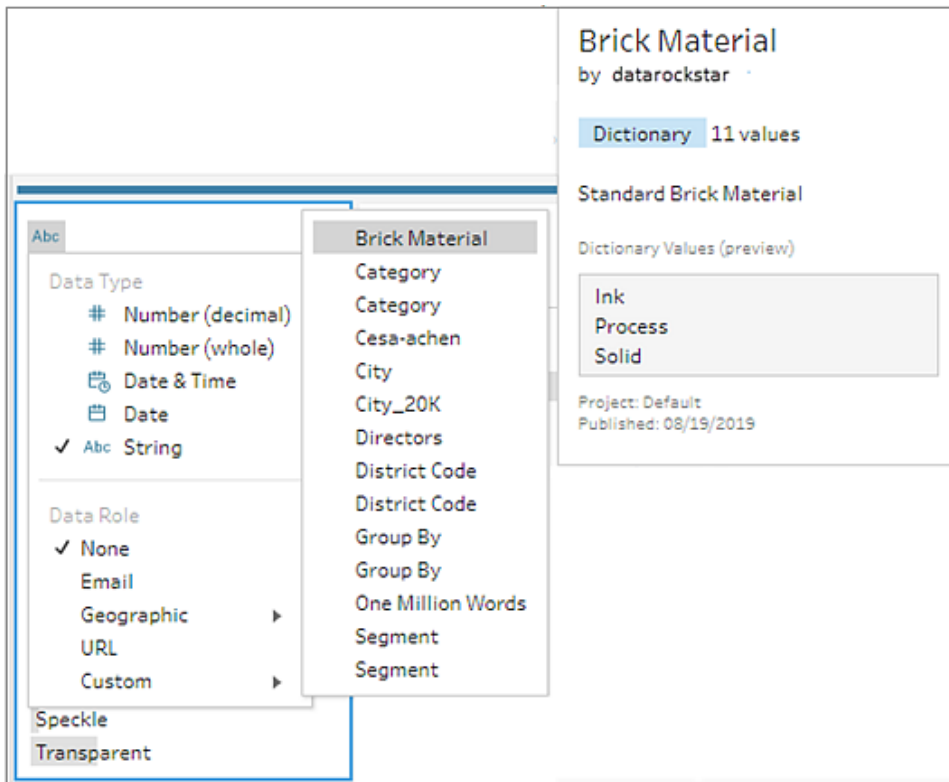 Abc
Data Type
# Number (decimal)
# Number (whole)
Date & Time
Date
✓ Abc String
Data Role
✓ None
Email
Geographic
URL
Custom
Speckle
Transparent
Brick Material
Category
Category
Cesa-achen
City
City_20K
Directors
District Code
District Code
Group By
Group By
One Million Words
Segment
Segment
Brick Material
by datarockstar
Dictionary 11 values
Standard Brick Material
Dictionary Values (preview)
Ink
Process
Solid
Project: Default
Published: 08/19/2019